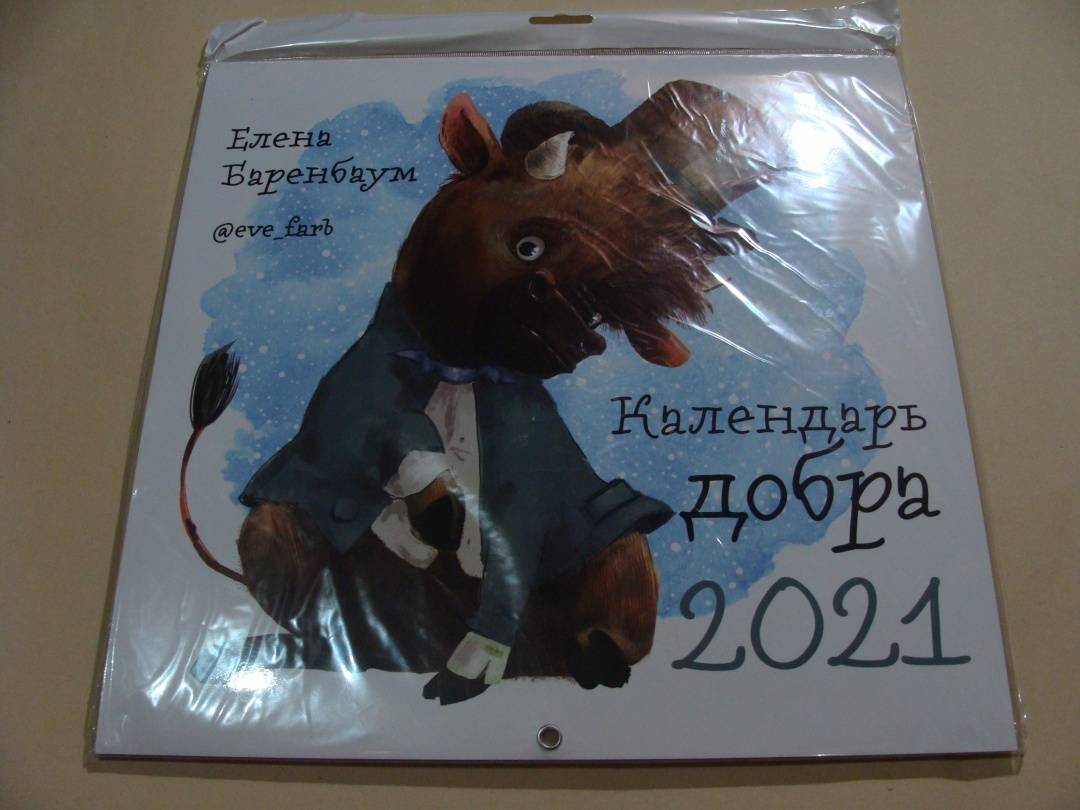 Елена
Баренбаум
@eve_farb
Календарь
добра
2021